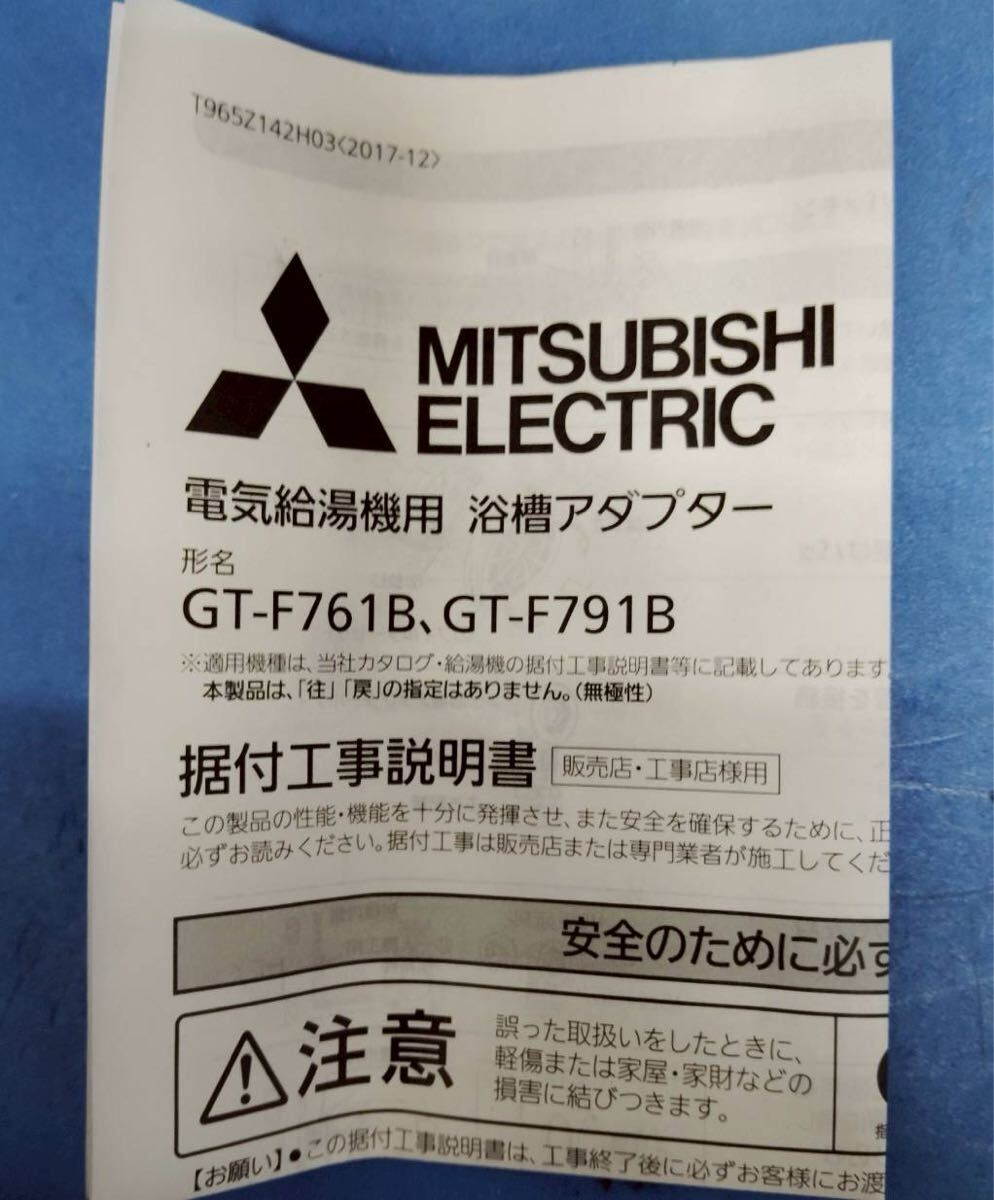 T965Z142H03<2017-12>
MITSUBISHI
ELECTRIC
電気給湯機用 浴槽アダプター
形名
GT-F761B、GT-F791B
※適用機種は、当社カタログ・給湯機の据付工事説明書等に記載してあります
本製品は、「往」「戻」の指定はありません。(無極性)
据付工事説明書 販売店・工事店様用
この製品の性能・機能を十分に発揮させ、また安全を確保するために、正
必ずお読みください。据付工事は販売店または専門業者が施工してくだ
安全のために必ず
注意
誤った取扱いをしたときに、
軽傷または家屋・家財などの
損害に結びつきます。
【お願い】●この据付工事説明書は、工事終了後に必ずお客様にお渡